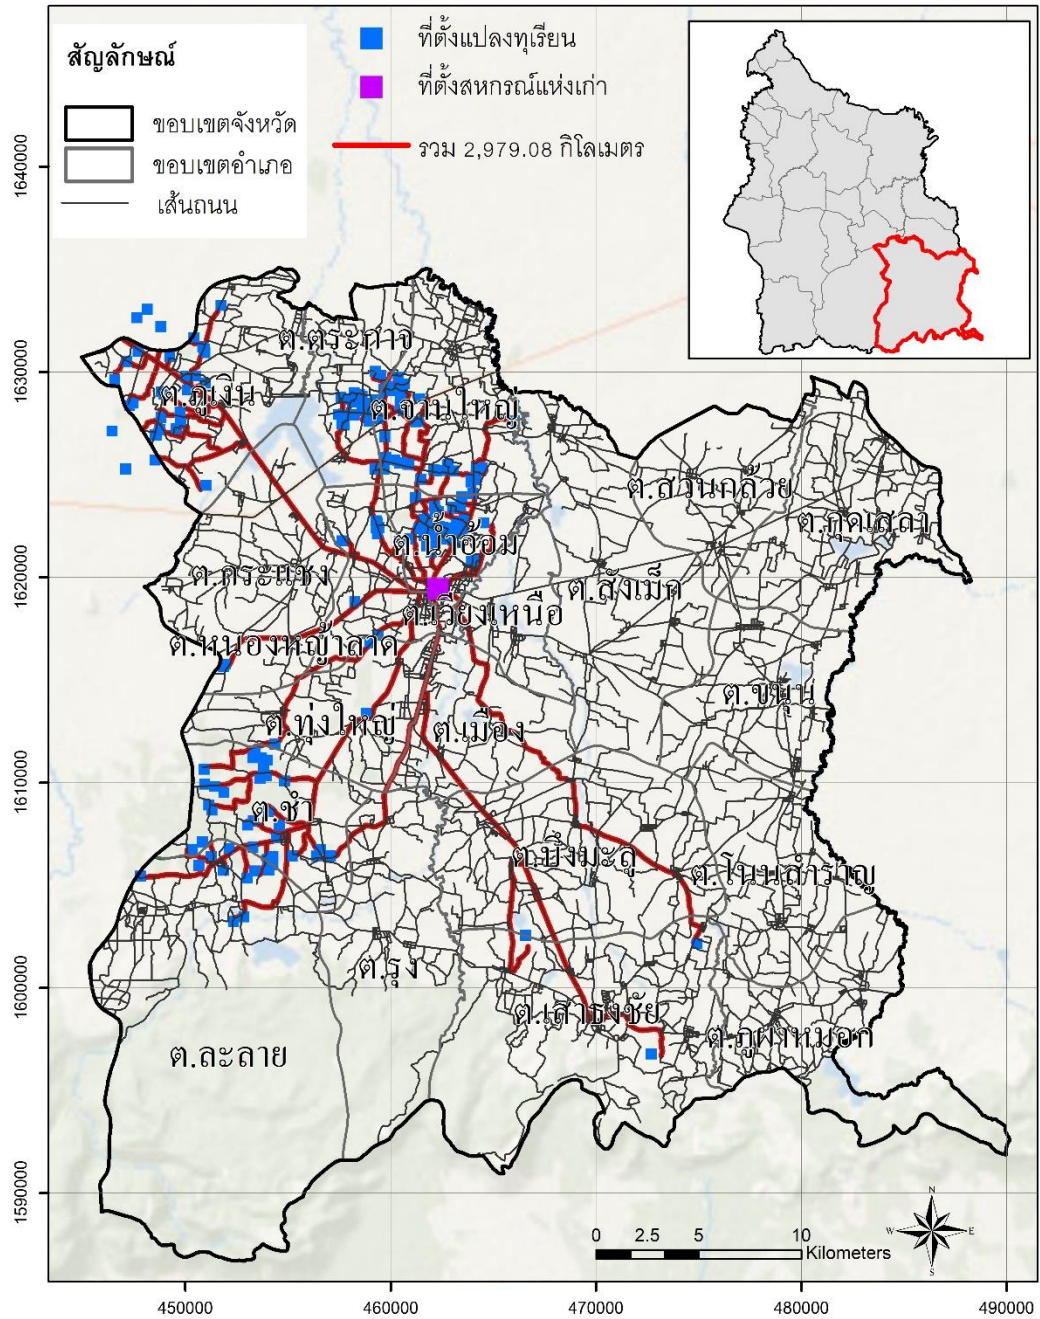 สัญลักษณ์
ขอบเขตจังหวัด
ขอบเขตอำเภอ
เส้นถนน
ที่ตั้งแปลงทุเรียน
ที่ตั้งสหกรณ์แห่งเก่า
รวม 2,979.08 กิโลเมตร
1640000
1630000
1620000
1610000
1600000
1590000
ต.ตระกาจ
ต.ภูเงิน
ต.จานใหญ่
ต.สวนกล้วย
ต.กุดเสลา
ต.น้ำอ้อม
ต.กระแชง
ต.สังเม็ก
ต.เวียงเหนือ
ต.หนองหญ้าลาด
ต.ขนุน
ต.ทุ่งใหญ่
ต.เมือง
ต.ชำ
ต.บึงมะลู
ต.โนนสำราญ
ต.รุง
ต.เสาธงชัย
ต.ภูผาหมอก
ต.ละลาย
N
W
E
S
0 2.5 5 10
Kilometers
450000 460000 470000 480000 490000